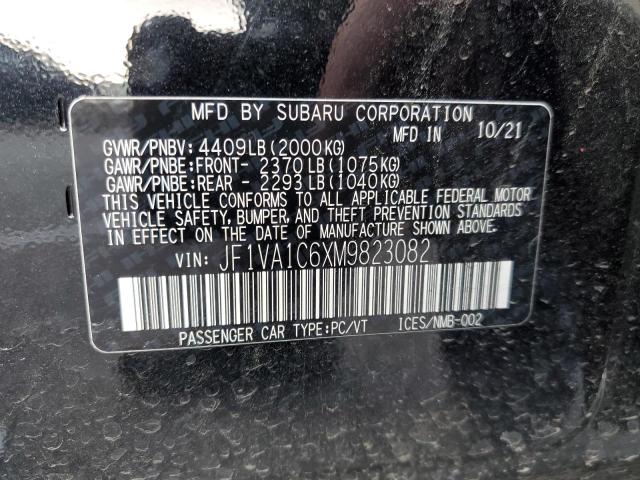 MFD BY SUBARU CORPORATION
MFD IN 10/21
GVWR/PNBV: 4409LB(2000KG)
GAWR/PNBE:FRONT- 2370LB(1075KG)
GAWR/PNBE:REAR - 2293LB(1040KG)
THIS VEHICLE CONFORMS TO ALL APPLICABLE FEDERAL MOTOR
VEHICLE SAFETY, BUMPER, AND THEFT PREVENTION STANDARDS
IN EFFECT ON THE DATE OF MANUFACTURE SHOWN ABOVE.
VIN: JF1VA1C6XM9823082
PASSENGER CAR TYPE:PC/VT ICES/NMB-002